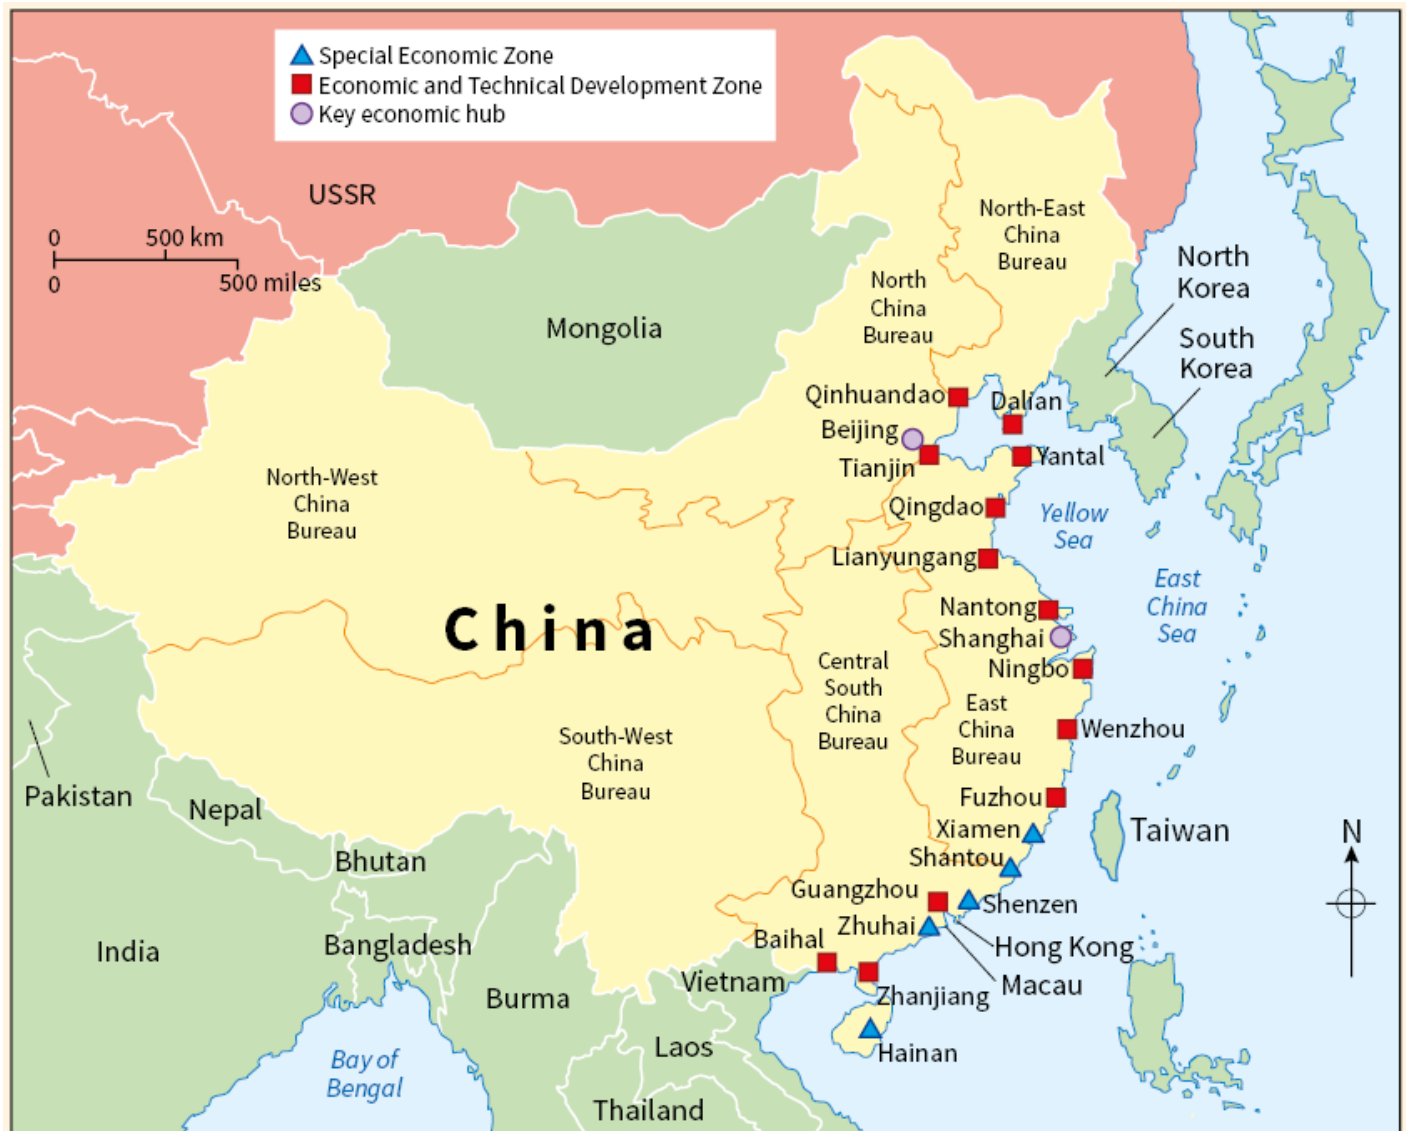 Special Economic Zone
Economic and Technical Development Zone
Key economic hub
USSR
0 500 km
0 500 miles
Mongolia
North-East
China
Bureau
North
China
Bureau
North
Korea
South
Korea
Qinhuandao
Dalian
Beijing
Tianjin
Yantal
Qingdao
Yellow
Sea
Lianyungang
North-West
China
Bureau
East
China
Sea
Nantong
Shanghai
Ningbo
China
Central
South
China
Bureau
East
China
Bureau
Wenzhou
South-West
China
Bureau
Fuzhou
Xiamen
Shantou
Taiwan
N
Pakistan
Nepal
Bhutan
Guangzhou
Shenzen
Zhuhai
Baihal
Hong Kong
Macau
India
Bangladesh
Burma
Vietnam
Zhanjiang
Hainan
Laos
Bay of
Bengal
Thailand